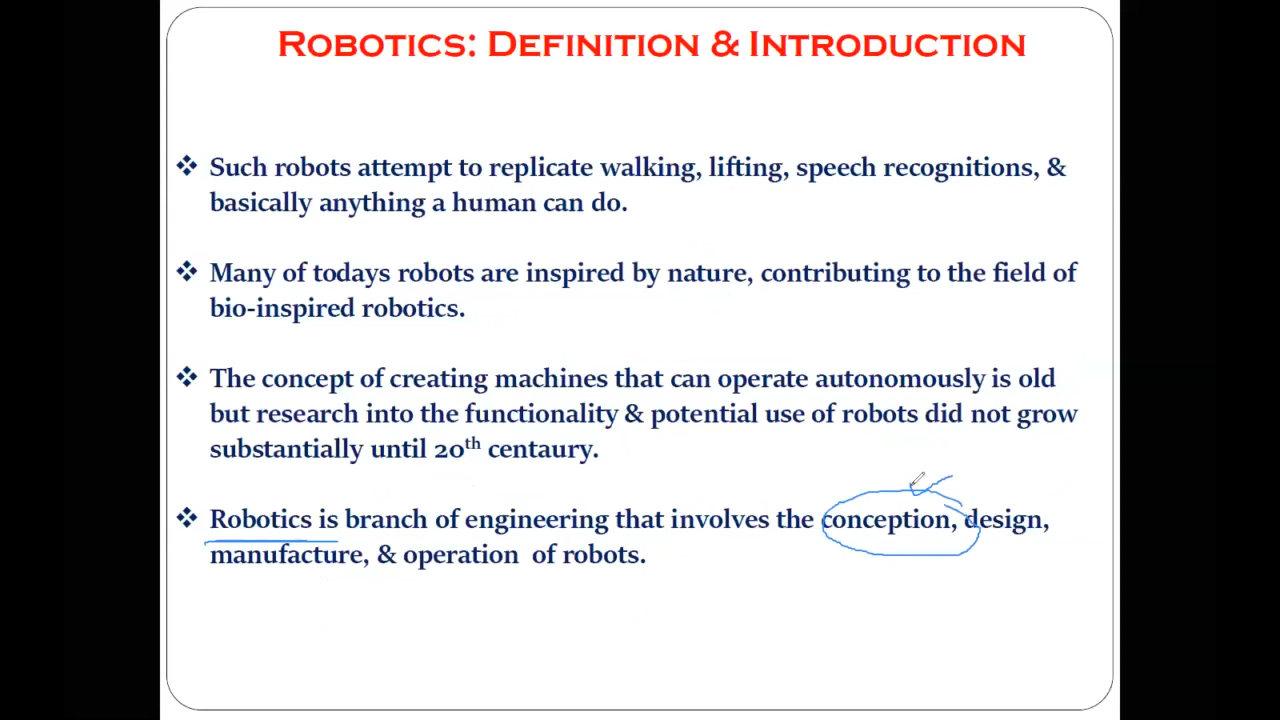 ROBOTICS: DEFINITION & INTRODUCTION
❖ Such robots attempt to replicate walking, lifting, speech recognitions, &
basically anything a human can do.
❖ Many of todays robots are inspired by nature, contributing to the field of
bio-inspired robotics.
❖ The concept of creating machines that can operate autonomously is old
but research into the functionality & potential use of robots did not grow
substantially until 20th centaury.
❖ Robotics is branch of engineering that involves the conception, design,
manufacture, & operation of robots.